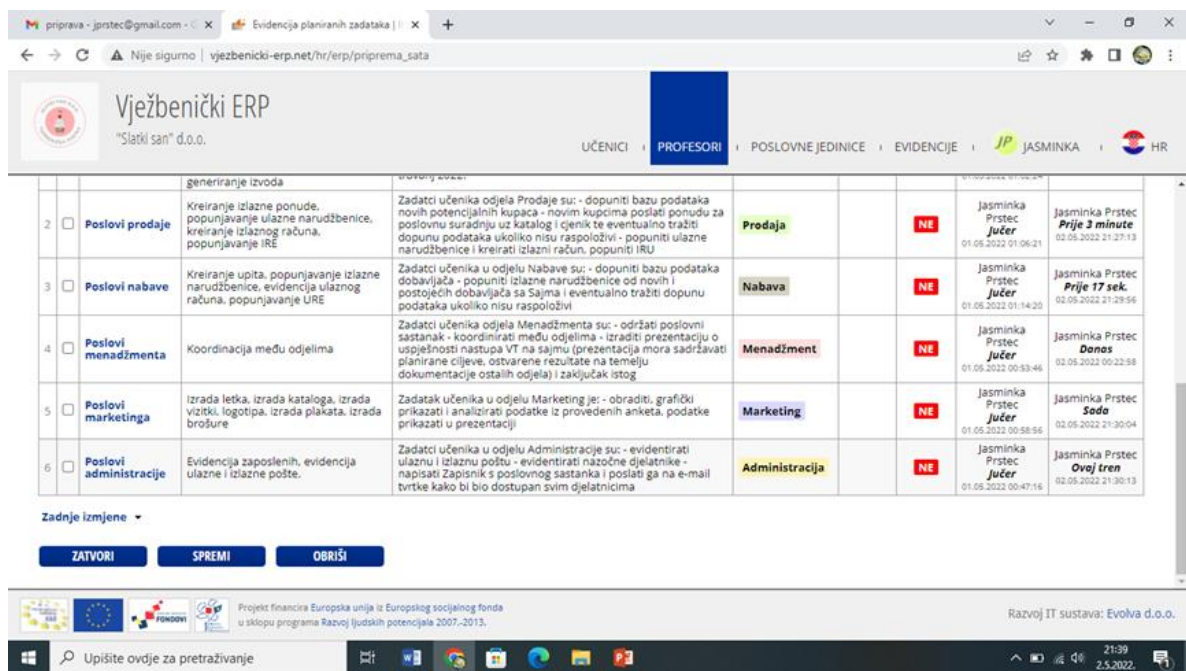 priprava - jprstec@gmail.com - G
Evidencija planiranih zadataka | 
Nije sigurno | vjezbenicki-erp.net/hr/erp/priprema_sata
Vježbenički ERP
"Slatki san" d.o.o.
UČENICI
PROFESORI
POSLOVNE JEDINICE
EVIDENCIJE
JP JASMINKA
HR
generiranje izvoda
travanj 2022.
01.05.2022 01:02:24
2
Poslovi prodaje
Kreiranje izlazne ponude,
popunjavanje ulazne narudžbenice,
kreiranje izlaznog računa,
popunjavanje IRE
Zadatci učenika odjela Prodaje su: - dopuniti bazu podataka
novih potencijalnih kupaca - novim kupcima poslati ponudu za
poslovnu suradnju uz katalog i cjenik te eventualno tražiti
dopunu podataka ukoliko nisu raspoloživi - popuniti ulazne
narudžbenice i kreirati izlazni račun, popuniti IRU
Prodaja
NE
Jasminka
Prstec
Jučer
01.05.2022 01:06:21
Jasminka Prstec
Prije 3 minute
02.05.2022 21:27:13
3
Poslovi nabave
Kreiranje upita, popunjavanje izlazne
narudžbenice, evidencija ulaznog
računa, popunjavanje URE
Zadatci učenika u odjelu Nabave su: - dopuniti bazu podataka
dobavljača - popuniti izlazne narudžbenice od novih i
postojećih dobavljača sa Sajma i eventualno tražiti dopunu
podataka ukoliko nisu raspoloživi
Nabava
NE
Jasminka
Prstec
Jučer
01.05.2022 01:14:20
Jasminka Prstec
Prije 17 sek.
02.05.2022 21:29:56
4
Poslovi
menadžmenta
Koordinacija među odjelima
Zadatci učenika odjela Menadžmenta su: - održati poslovni
sastanak - koordinirati među odjelima - izraditi prezentaciju o
uspješnosti nastupa VT na sajmu (prezentacija mora sadržavati
planirane ciljeve, ostvarene rezultate na temelju
dokumentacije ostalih odjela) i zaključak istog
Menadžment
NE
Jasminka
Prstec
Jučer
01.05.2022 00:53:46
Jasminka Prstec
Danas
02.05.2022 00:22:58
5
Poslovi
marketinga
Izrada letka, izrada kataloga, izrada
vizitki, logotipa, izrada plakata, izrada
brošure
Zadatak učenika u odjelu Marketing je: - obraditi, grafički
prikazati i analizirati podatke iz provedenih anketa, podatke
prikazati u prezentaciji
Marketing
NE
Jasminka
Prstec
Jučer
01.05.2022 00:58:56
Jasminka Prstec
Sada
02.05.2022 21:30:04
6
Poslovi
administracije
Evidencija zaposlenih, evidencija
ulazne i izlazne pošte.
Zadatci učenika u odjelu Administracije su: - evidentirati
ulaznu i izlaznu poštu - evidentirati nazočne djelatnike -
napisati Zapisnik s poslovnog sastanka i poslati ga na e-mail
tvrtke kako bi bio dostupan svim djelatnicima
Administracija
NE
Jasminka
Prstec
Jučer
01.05.2022 00:47:16
Jasminka Prstec
Ovaj tren
02.05.2022 21:30:13
Zadnje izmjene
ZATVORI
SPREMI
OBRIŠI
FONDOVI
Projekt financira Europska unija iz Europskog socijalnog fonda
u sklopu programa Razvoj ljudskih potencijala 2007.-2013.
Razvoj IT sustava: Evolva d.o.o.
Upišite ovdje za pretraživanje
21:39
2.5.2022.